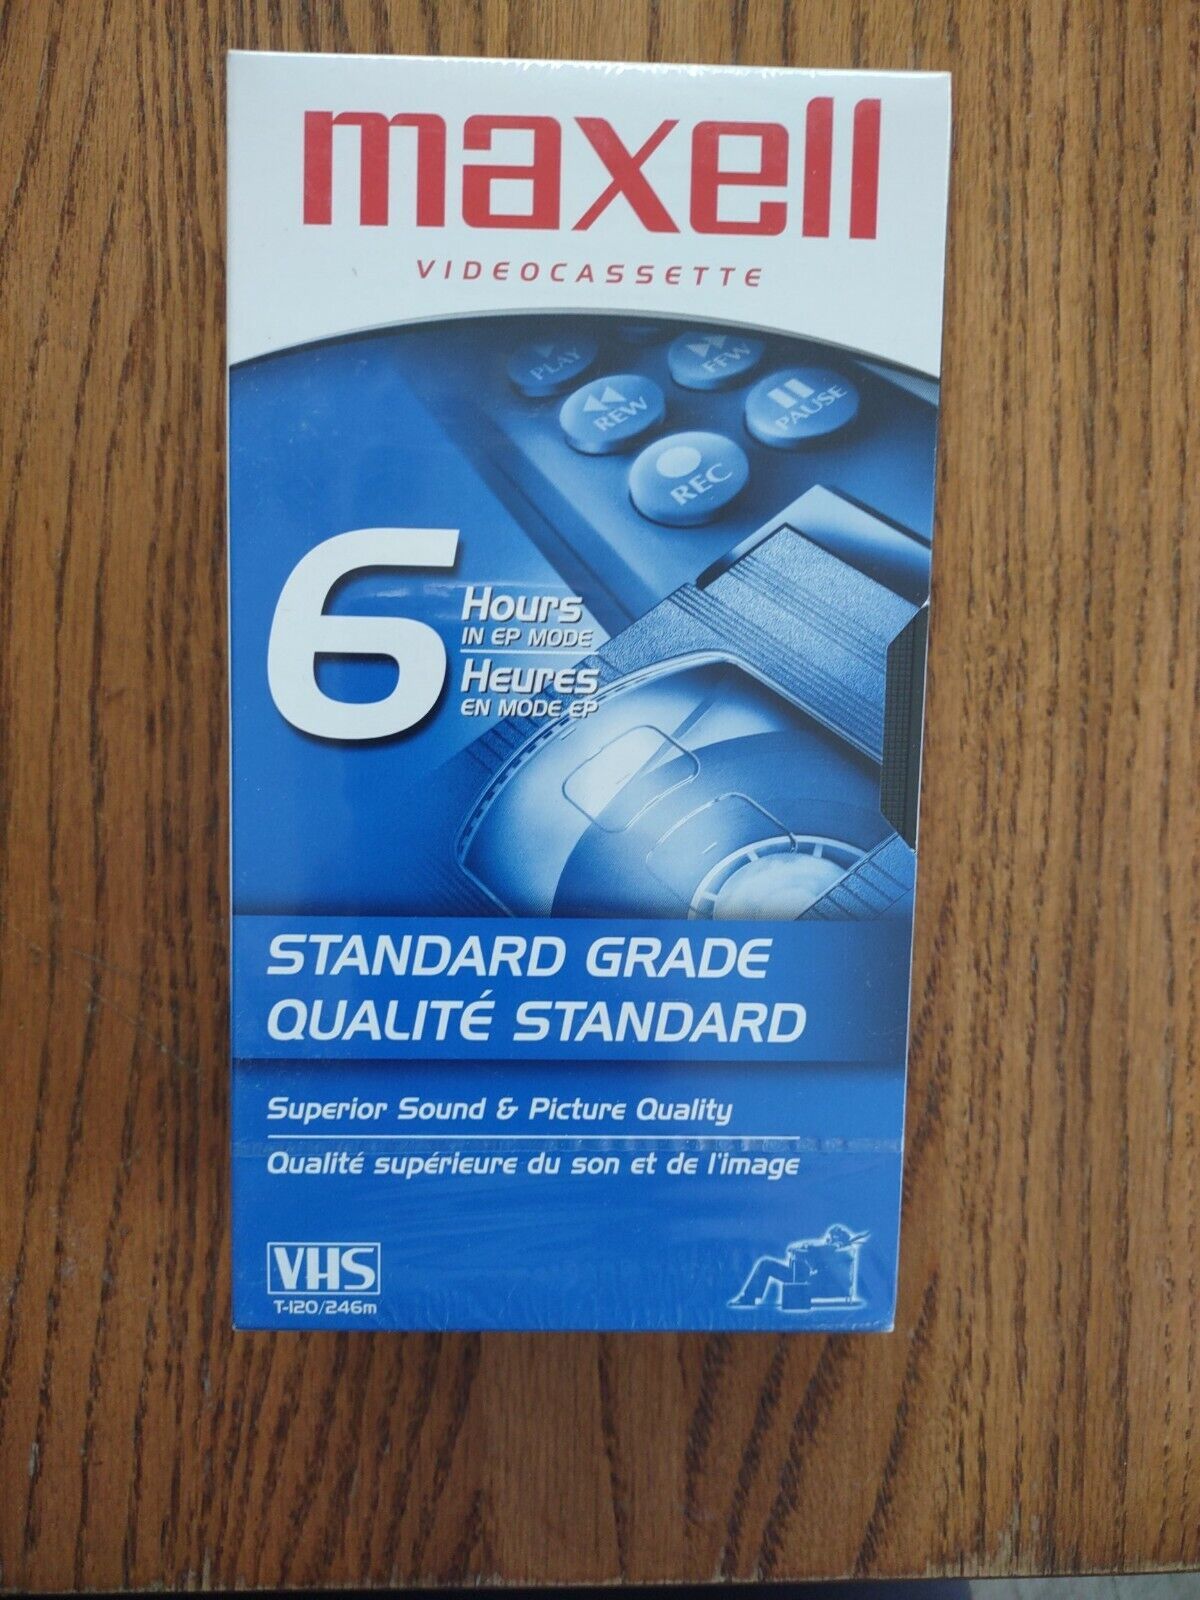 maxell
VIDEOCASSETTE
PLAY
FFW
REW
PAUSE
REC
6
Hours
IN EP MODE
Heures
EN MODE EP
STANDARD GRADE
QUALITÉ STANDARD
Superior Sound & Picture Quality
Qualité supérieure du son et de l'image
VHS
T-120/246m